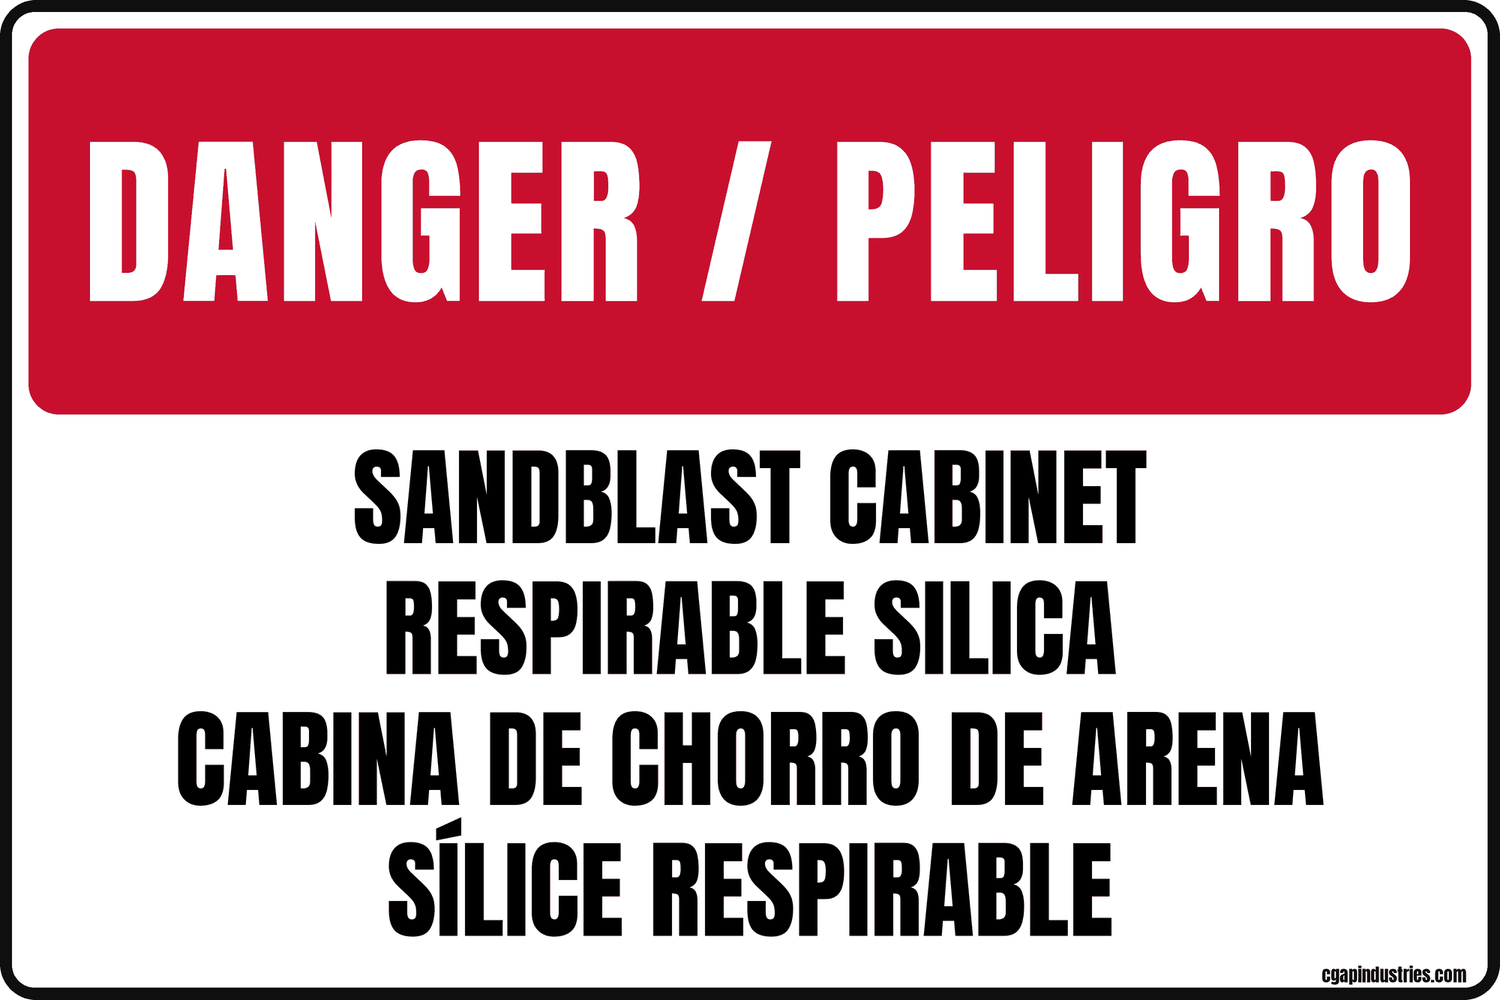 DANGER / PELIGRO
SANDBLAST CABINET
RESPIRABLE SILICA
CABINA DE CHORRO DE ARENA
SÍLICE RESPIRABLE
cgapindustries.com